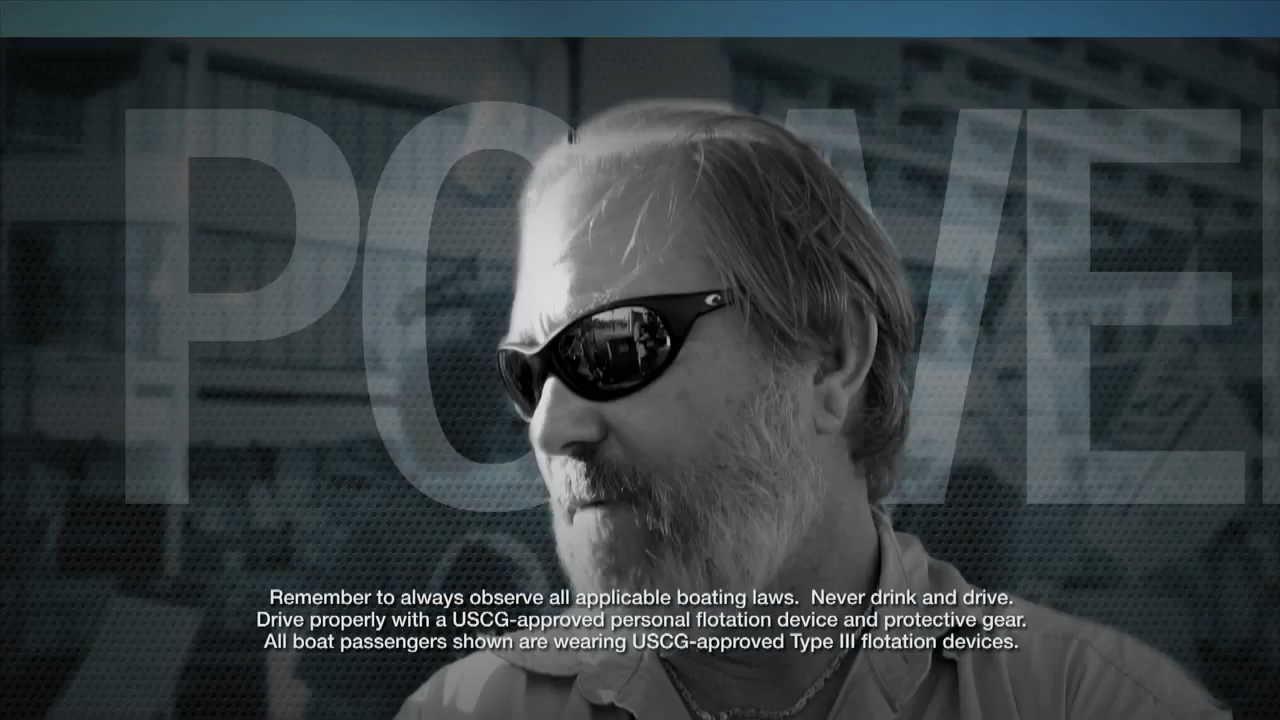 POWE
Remember to always observe all applicable boating laws.  Never drink and drive.
Drive properly with a USCG-approved personal flotation device and protective gear.
All boat passengers shown are wearing USCG-approved Type III flotation devices.